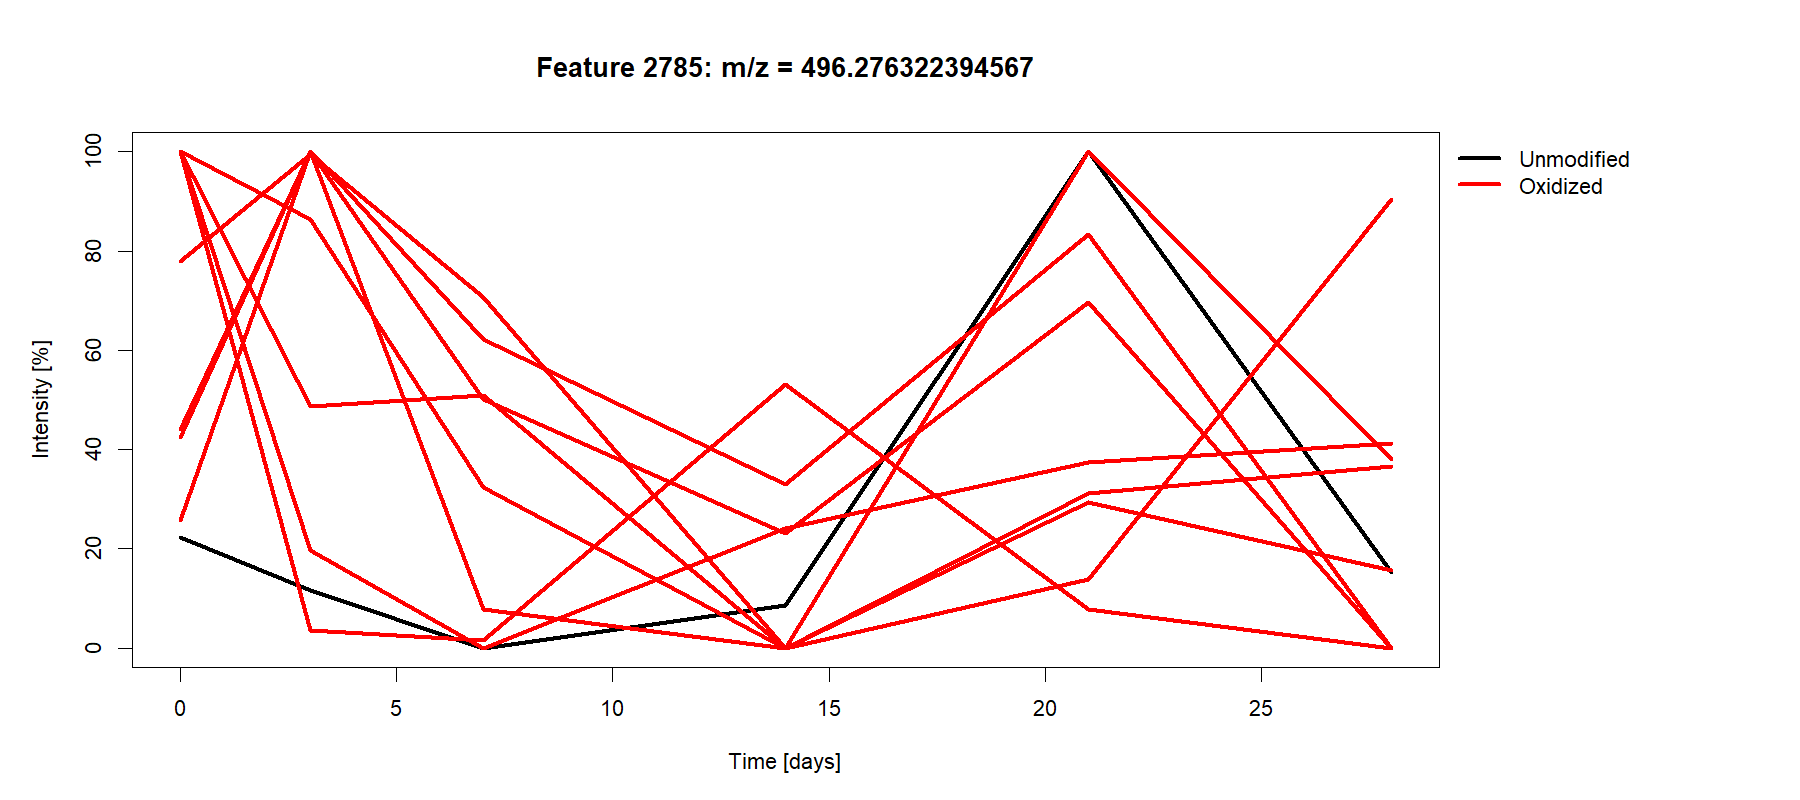 Feature 2785: m/z = 496.276322394567
Unmodified
Oxidized
Intensity [%]
100
80
60
40
20
0
0 5 10 15 20 25
Time [days]